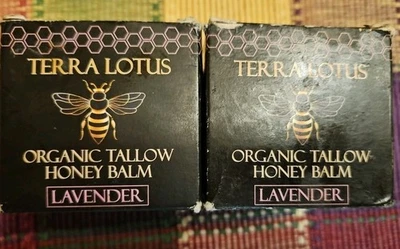 TERRA LOTUS
ORGANIC TALLOW
HONEY BALM
LAVENDER
TERRA LOTUS
ORGANIC TALLOW
HONEY BALM
LAVENDER